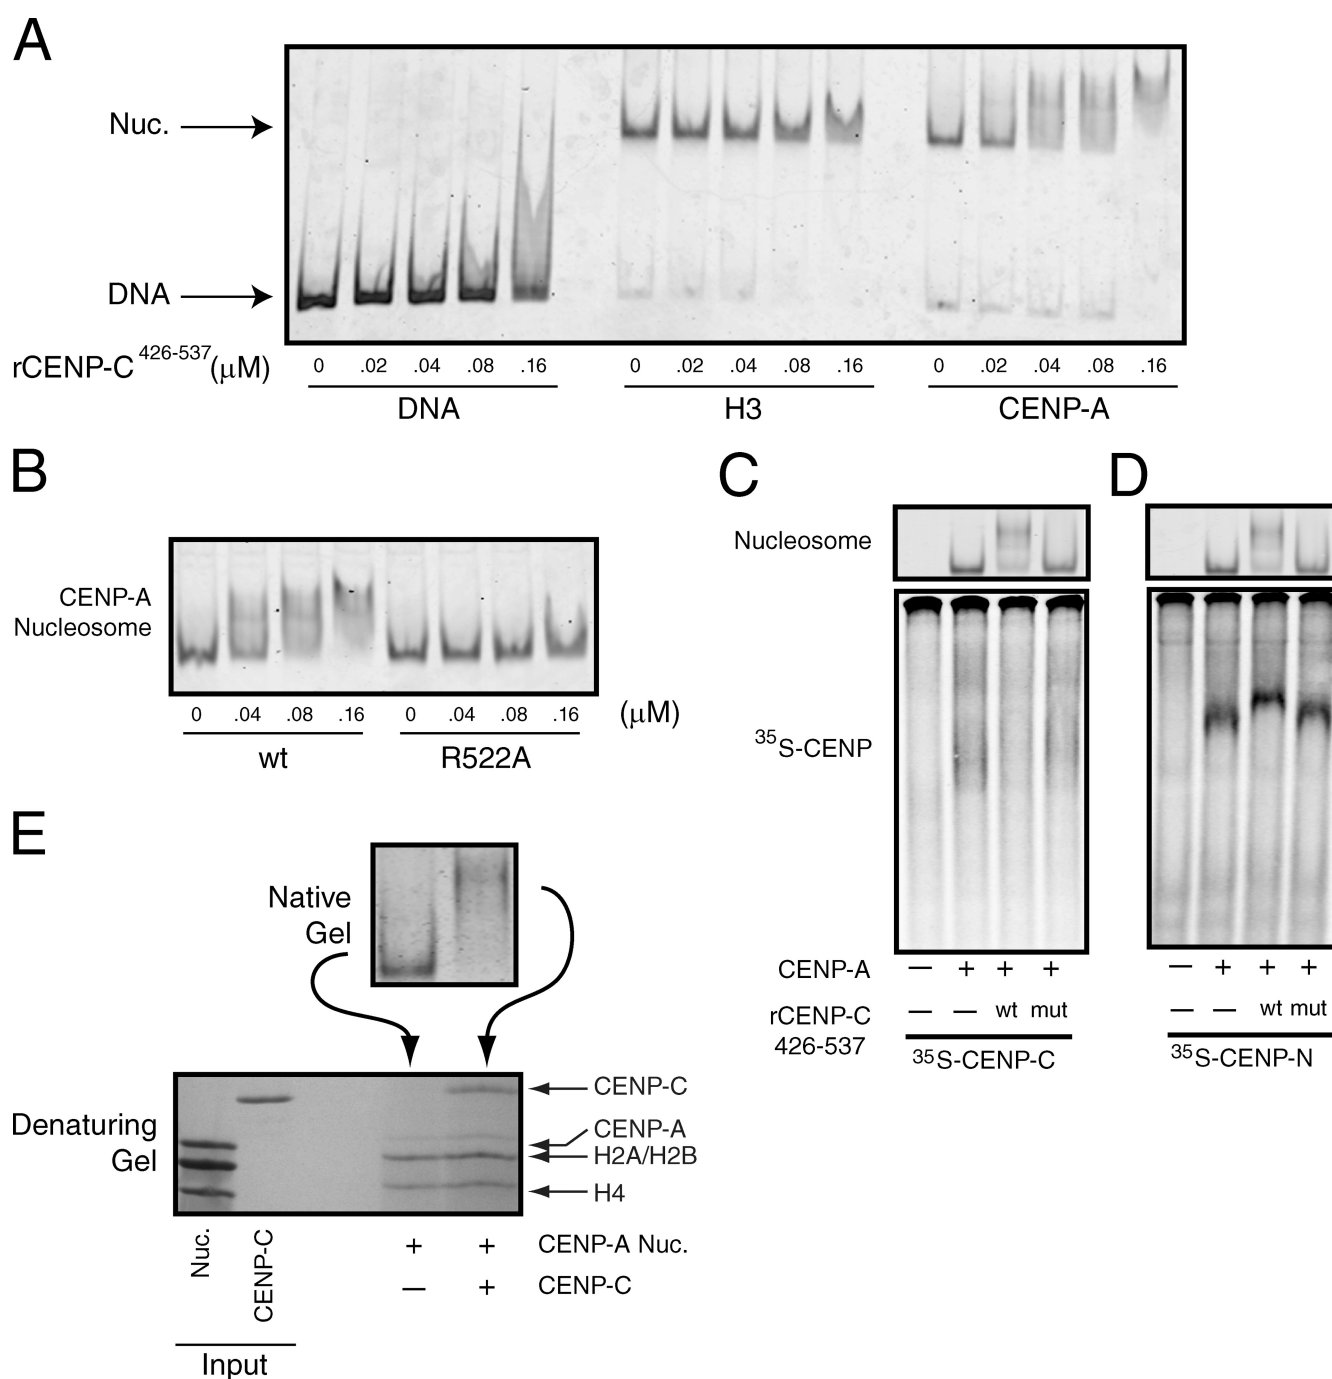 A
Nuc.
DNA
rCENP-C 426-537 (μM)
0 .02 .04 .08 .16 0 .02 .04 .08 .16 0 .02 .04 .08 .16
DNA H3 CENP-A
B
CENP-A
Nucleosome
0 .04 .08 .16 0 .04 .08 .16 (μM)
wt R522A
C
Nucleosome
35S-CENP
CENP-A — + + +
rCENP-C — — wt mut
426-537
35S-CENP-C
D
— + + +
— — wt mut
35S-CENP-N
E
Native
Gel
Denaturing
Gel
CENP-C
CENP-A
H2A/H2B
H4
Nuc.
CENP-C
+ + CENP-A Nuc.
— + CENP-C
Input